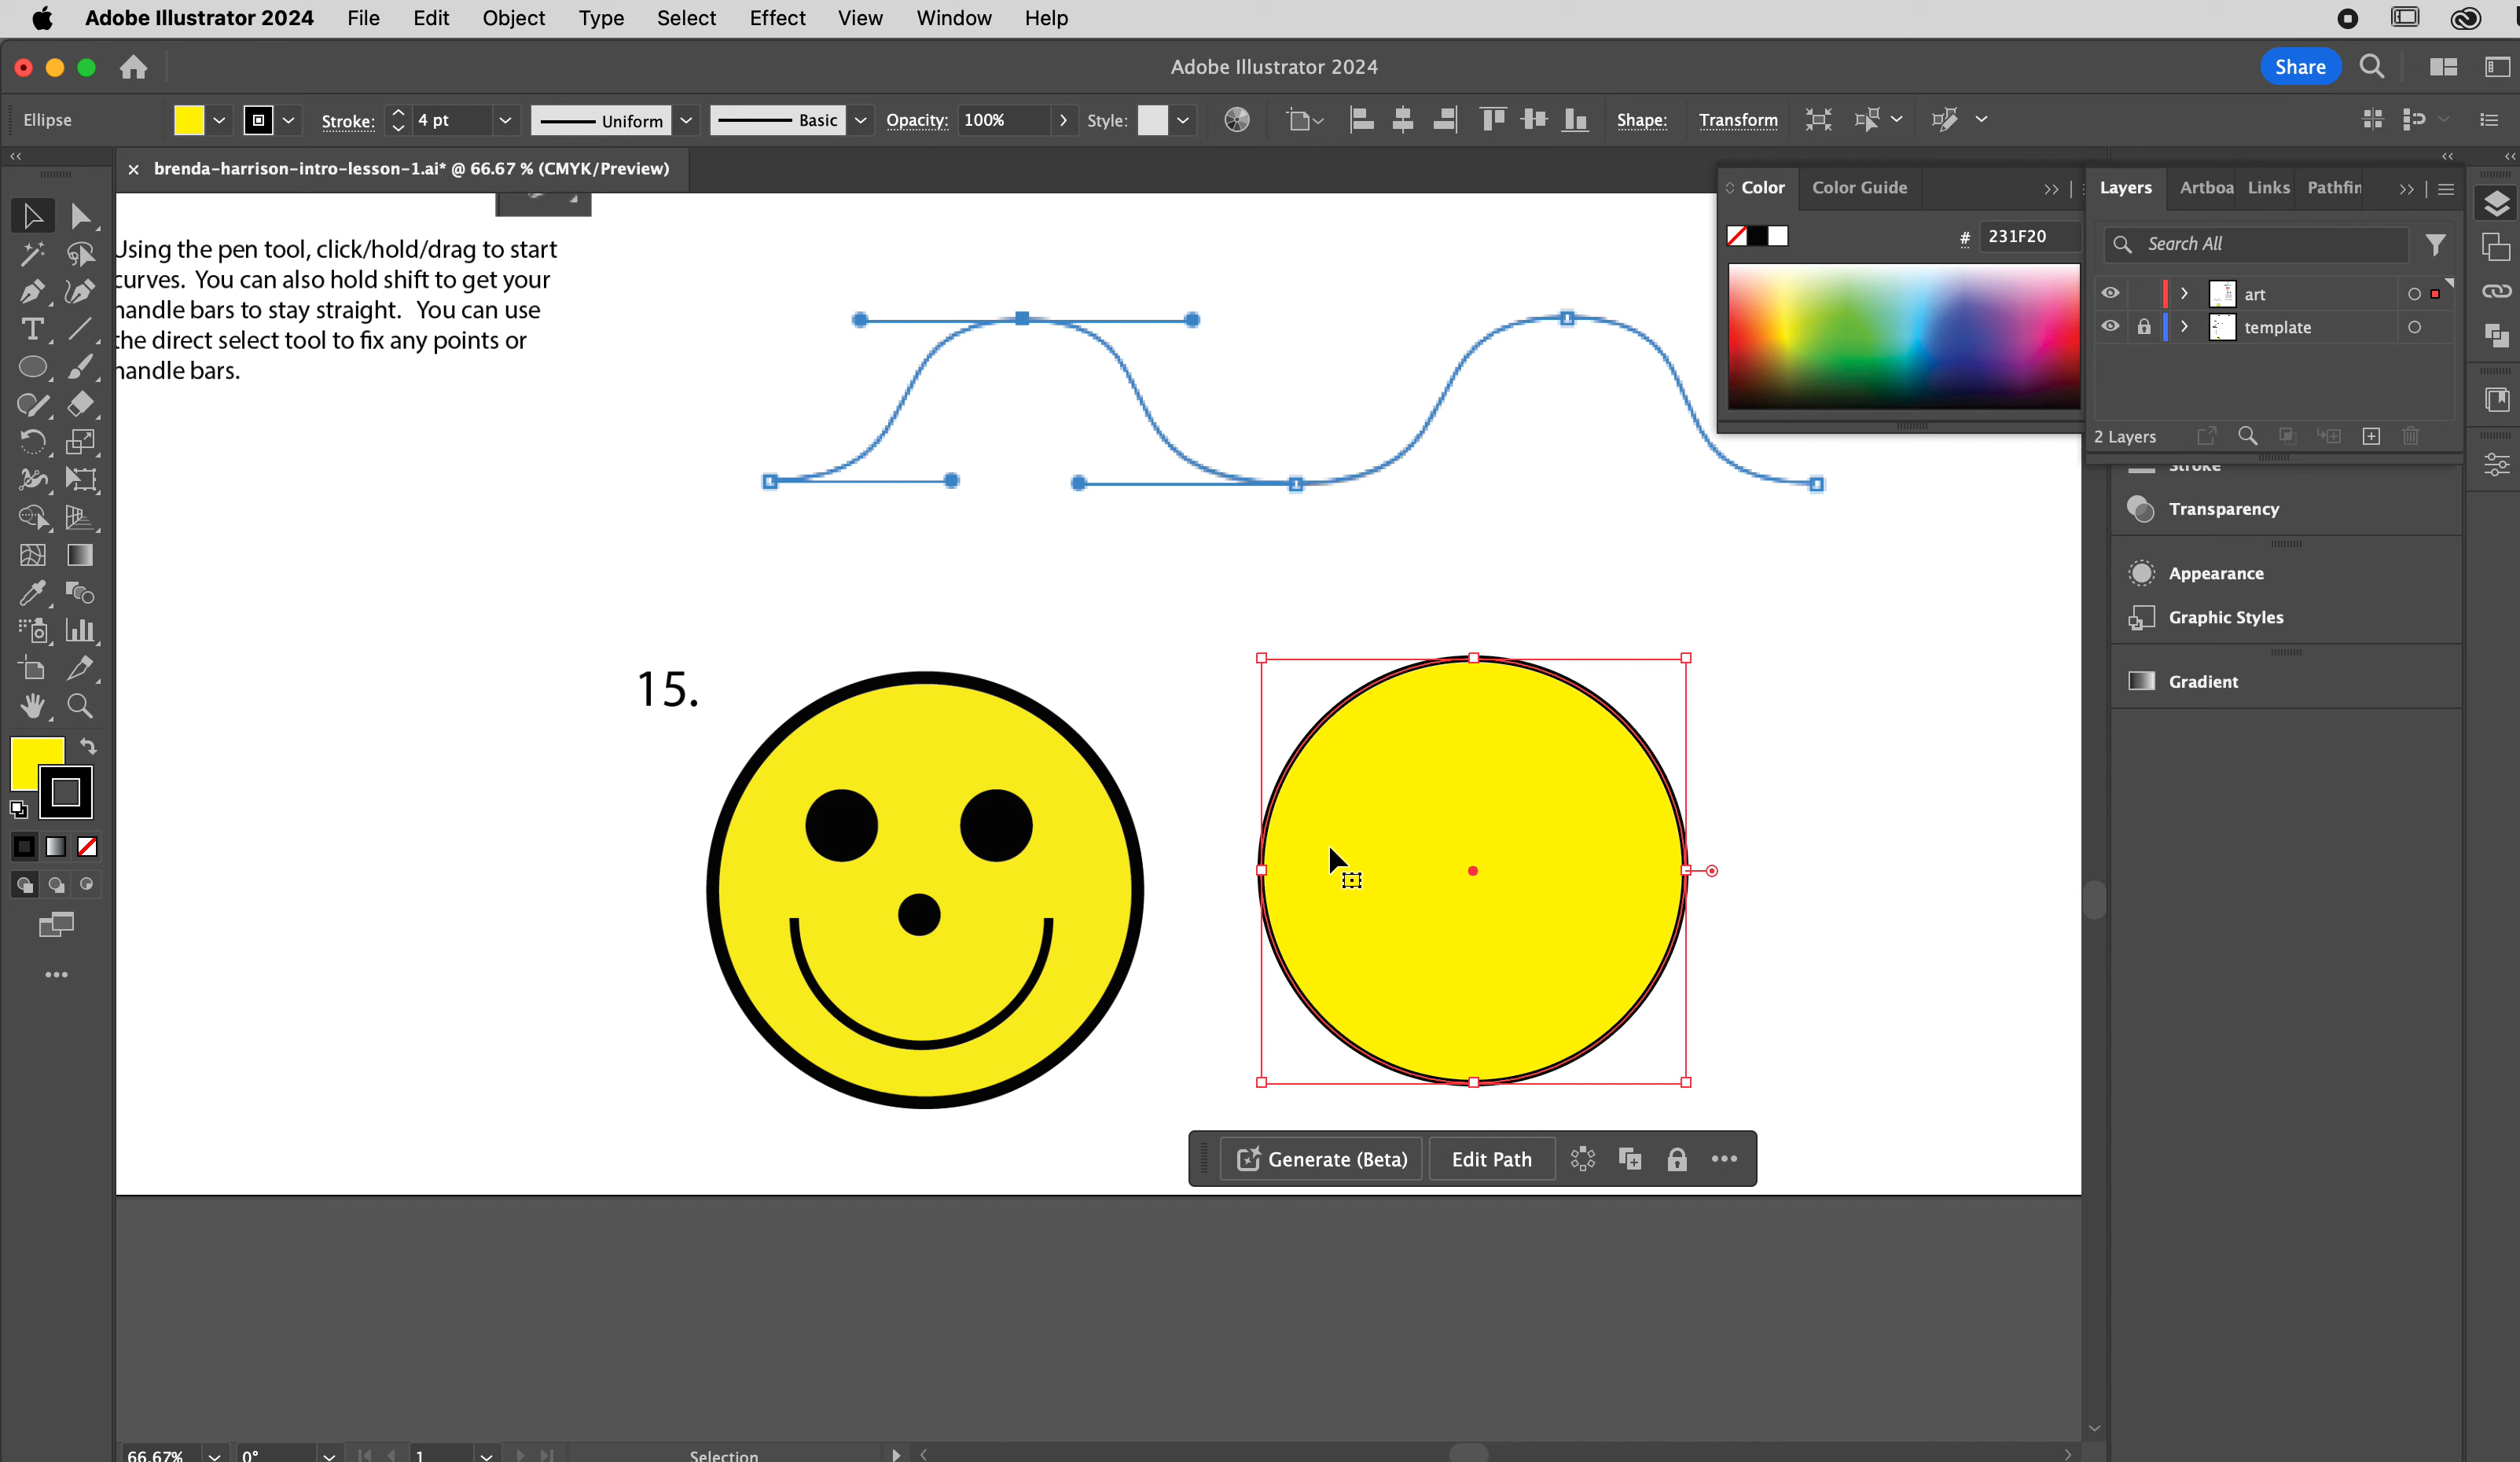 Adobe Illustrator 2024 File Edit Object Type Select Effect View Window Help
Adobe Illustrator 2024 Share
Ellipse Stroke: 4 pt Uniform Basic Opacity: 100% Style: Shape: Transform
× brenda-harrison-intro-lesson-1.ai* @ 66.67 % (CMYK/Preview)
Color Color Guide
# 231F20
Layers Artboa Links Pathfin
Search All
art
template
2 Layers
Stroke
Transparency
Appearance
Graphic Styles
Gradient
Using the pen tool, click/hold/drag to start
curves. You can also hold shift to get your
handle bars to stay straight. You can use
the direct select tool to fix any points or
handle bars.
15.
Generate (Beta) Edit Path
66.67% 0° 1 Selection